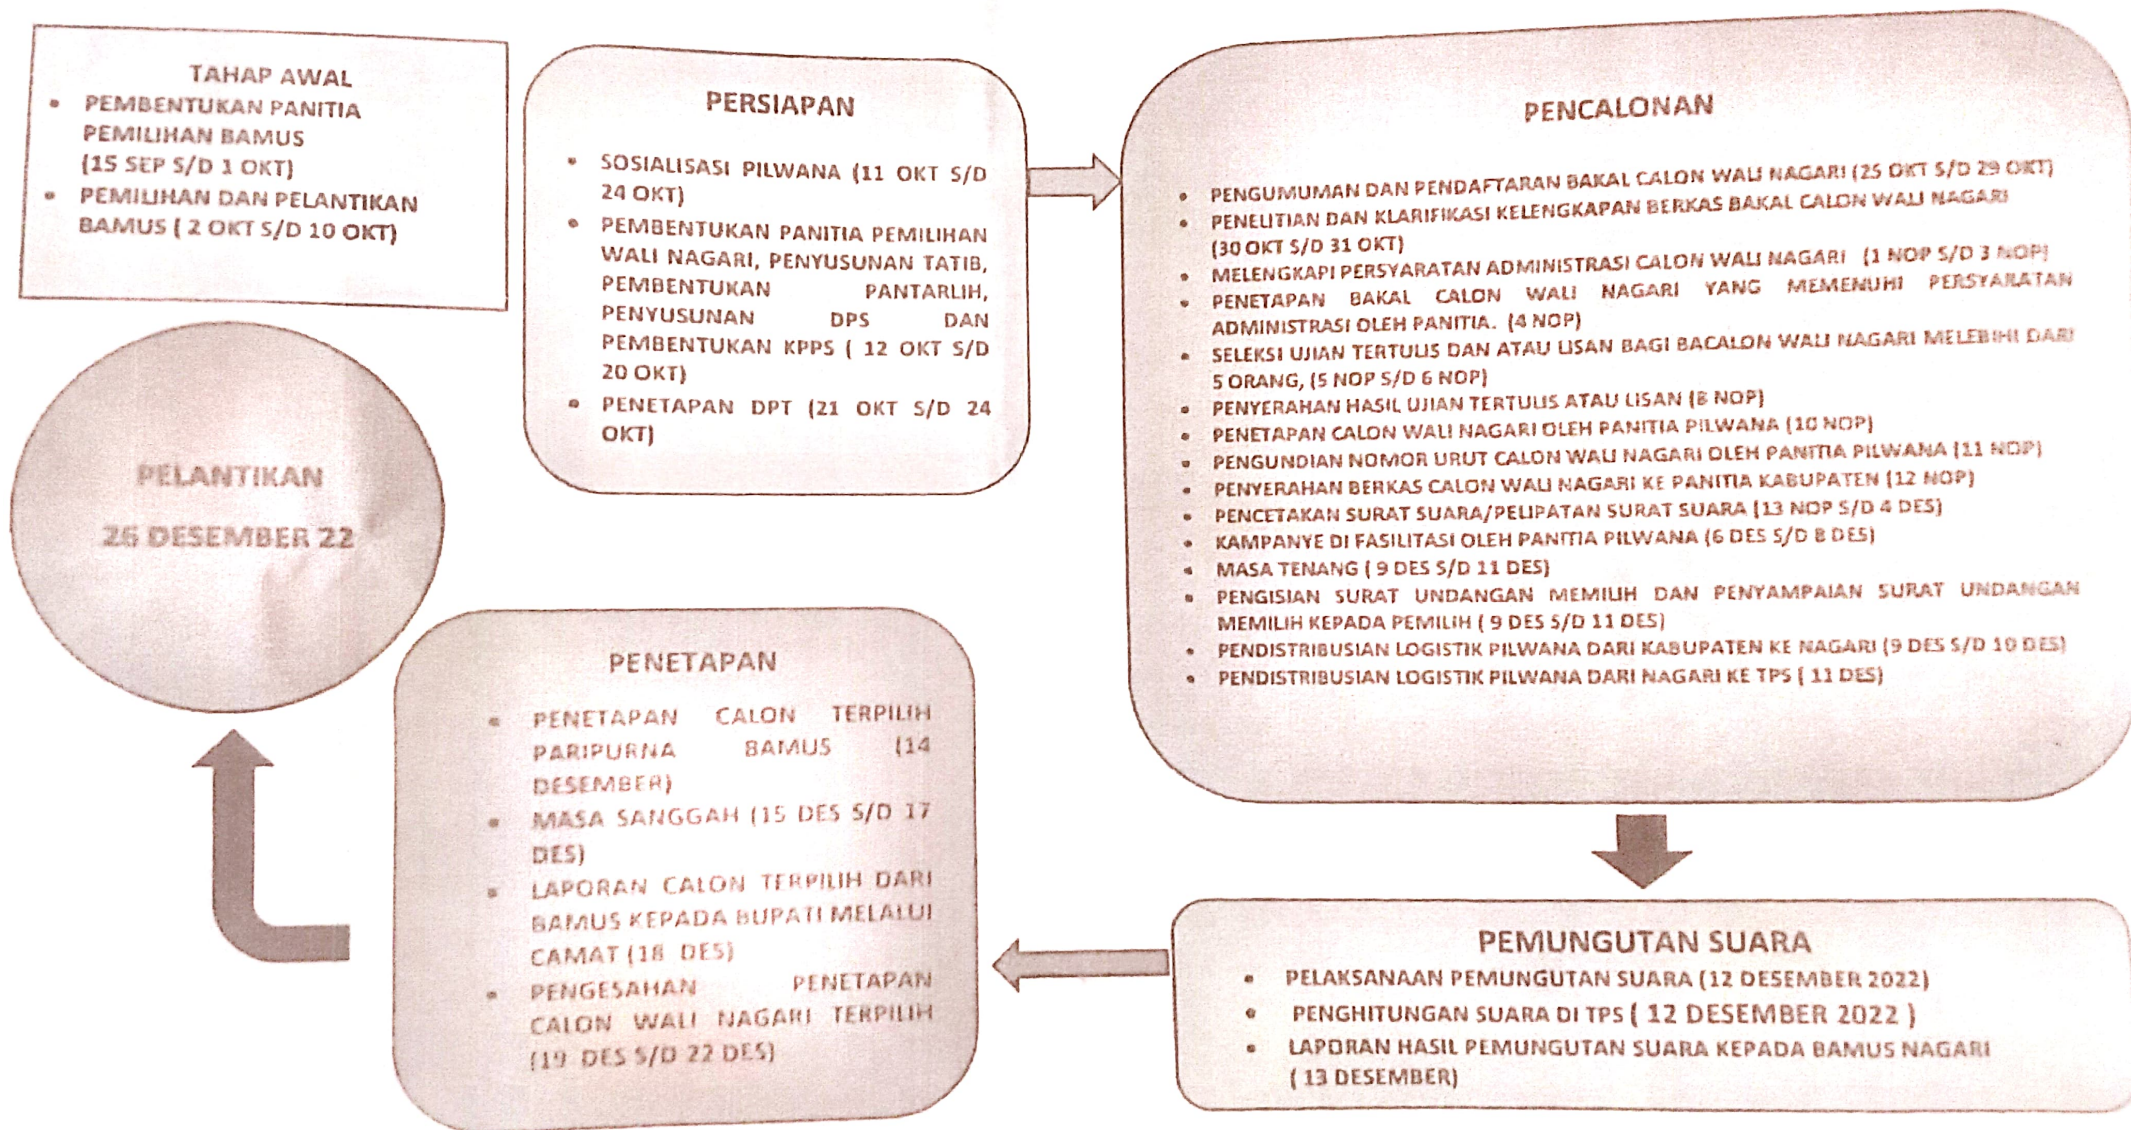 TAHAP AWAL
• PEMBENTUKAN PANITIA
PEMILIHAN BAMUS
(15 SEP S/D 1 OKT)
• PEMILIHAN DAN PELANTIKAN
BAMUS ( 2 OKT S/D 10 OKT)
PERSIAPAN
• SOSIALISASI PILWANA (11 OKT S/D
24 OKT)
• PEMBENTUKAN PANITIA PEMILIHAN
WALI NAGARI, PENYUSUNAN TATIB,
PEMBENTUKAN PANTARLIH,
PENYUSUNAN DPS DAN
PEMBENTUKAN KPPS ( 12 OKT S/D
20 OKT)
• PENETAPAN DPT (21 OKT S/D 24
OKT)
PENCALONAN
• PENGUMUMAN DAN PENDAFTARAN BAKAL CALON WALI NAGARI (25 OKT S/D 29 OKT)
• PENELITIAN DAN KLARIFIKASI KELENGKAPAN BERKAS BAKAL CALON WALI NAGARI
(30 OKT S/D 31 OKT)
• MELENGKAPI PERSYARATAN ADMINISTRASI CALON WALI NAGARI (1 NOP S/D 3 NOP)
• PENETAPAN BAKAL CALON WALI NAGARI YANG MEMENUHI PERSYARATAN
ADMINISTRASI OLEH PANITIA. (4 NOP)
• SELEKSI UJIAN TERTULIS DAN ATAU LISAN BAGI BACALON WALI NAGARI MELEBIHI DARI
5 ORANG, (5 NOP S/D 6 NOP)
• PENYERAHAN HASIL UJIAN TERTULIS ATAU LISAN (8 NOP)
• PENETAPAN CALON WALI NAGARI OLEH PANITIA PILWANA (10 NOP)
• PENGUNDIAN NOMOR URUT CALON WALI NAGARI OLEH PANITIA PILWANA (11 NOP)
• PENYERAHAN BERKAS CALON WALI NAGARI KE PANITIA KABUPATEN (12 NOP)
• PENCETAKAN SURAT SUARA/PELIPATAN SURAT SUARA (13 NOP S/D 4 DES)
• KAMPANYE DI FASILITASI OLEH PANITIA PILWANA (6 DES S/D 8 DES)
• MASA TENANG ( 9 DES S/D 11 DES)
• PENGISIAN SURAT UNDANGAN MEMILIH DAN PENYAMPAIAN SURAT UNDANGAN
MEMILIH KEPADA PEMILIH ( 9 DES S/D 11 DES)
• PENDISTRIBUSIAN LOGISTIK PILWANA DARI KABUPATEN KE NAGARI (9 DES S/D 10 DES)
• PENDISTRIBUSIAN LOGISTIK PILWANA DARI NAGARI KE TPS ( 11 DES)
PEMUNGUTAN SUARA
• PELAKSANAAN PEMUNGUTAN SUARA (12 DESEMBER 2022)
• PENGHITUNGAN SUARA DI TPS ( 12 DESEMBER 2022 )
• LAPORAN HASIL PEMUNGUTAN SUARA KEPADA BAMUS NAGARI
( 13 DESEMBER)
PENETAPAN
• PENETAPAN CALON TERPILIH
PARIPURNA BAMUS (14
DESEMBER)
• MASA SANGGAH (15 DES S/D 17
DES)
• LAPORAN CALON TERPILIH DARI
BAMUS KEPADA BUPATI MELALUI
CAMAT (18 DES)
• PENGESAHAN PENETAPAN
CALON WALI NAGARI TERPILIH
(19 DES S/D 22 DES)
PELANTIKAN
26 DESEMBER 22